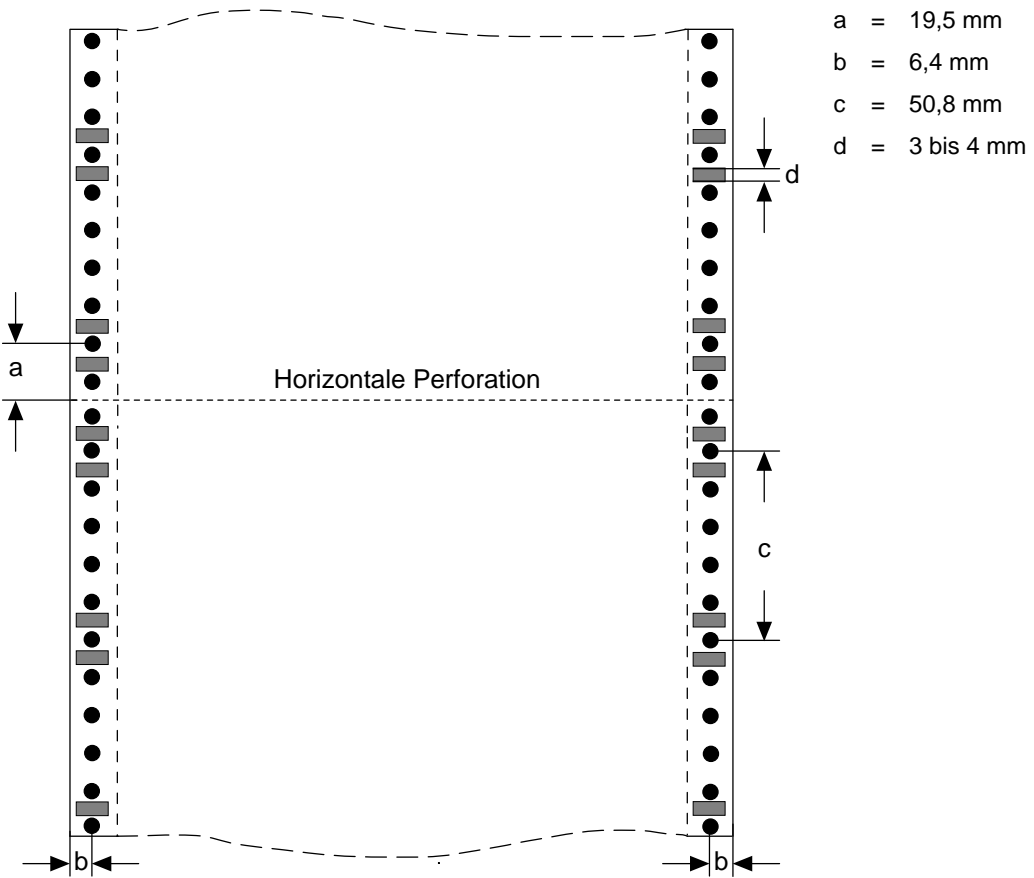 a = 19,5 mm
b = 6,4 mm
c = 50,8 mm
d = 3 bis 4 mm
d
a
Horizontale Perforation
c
b
b